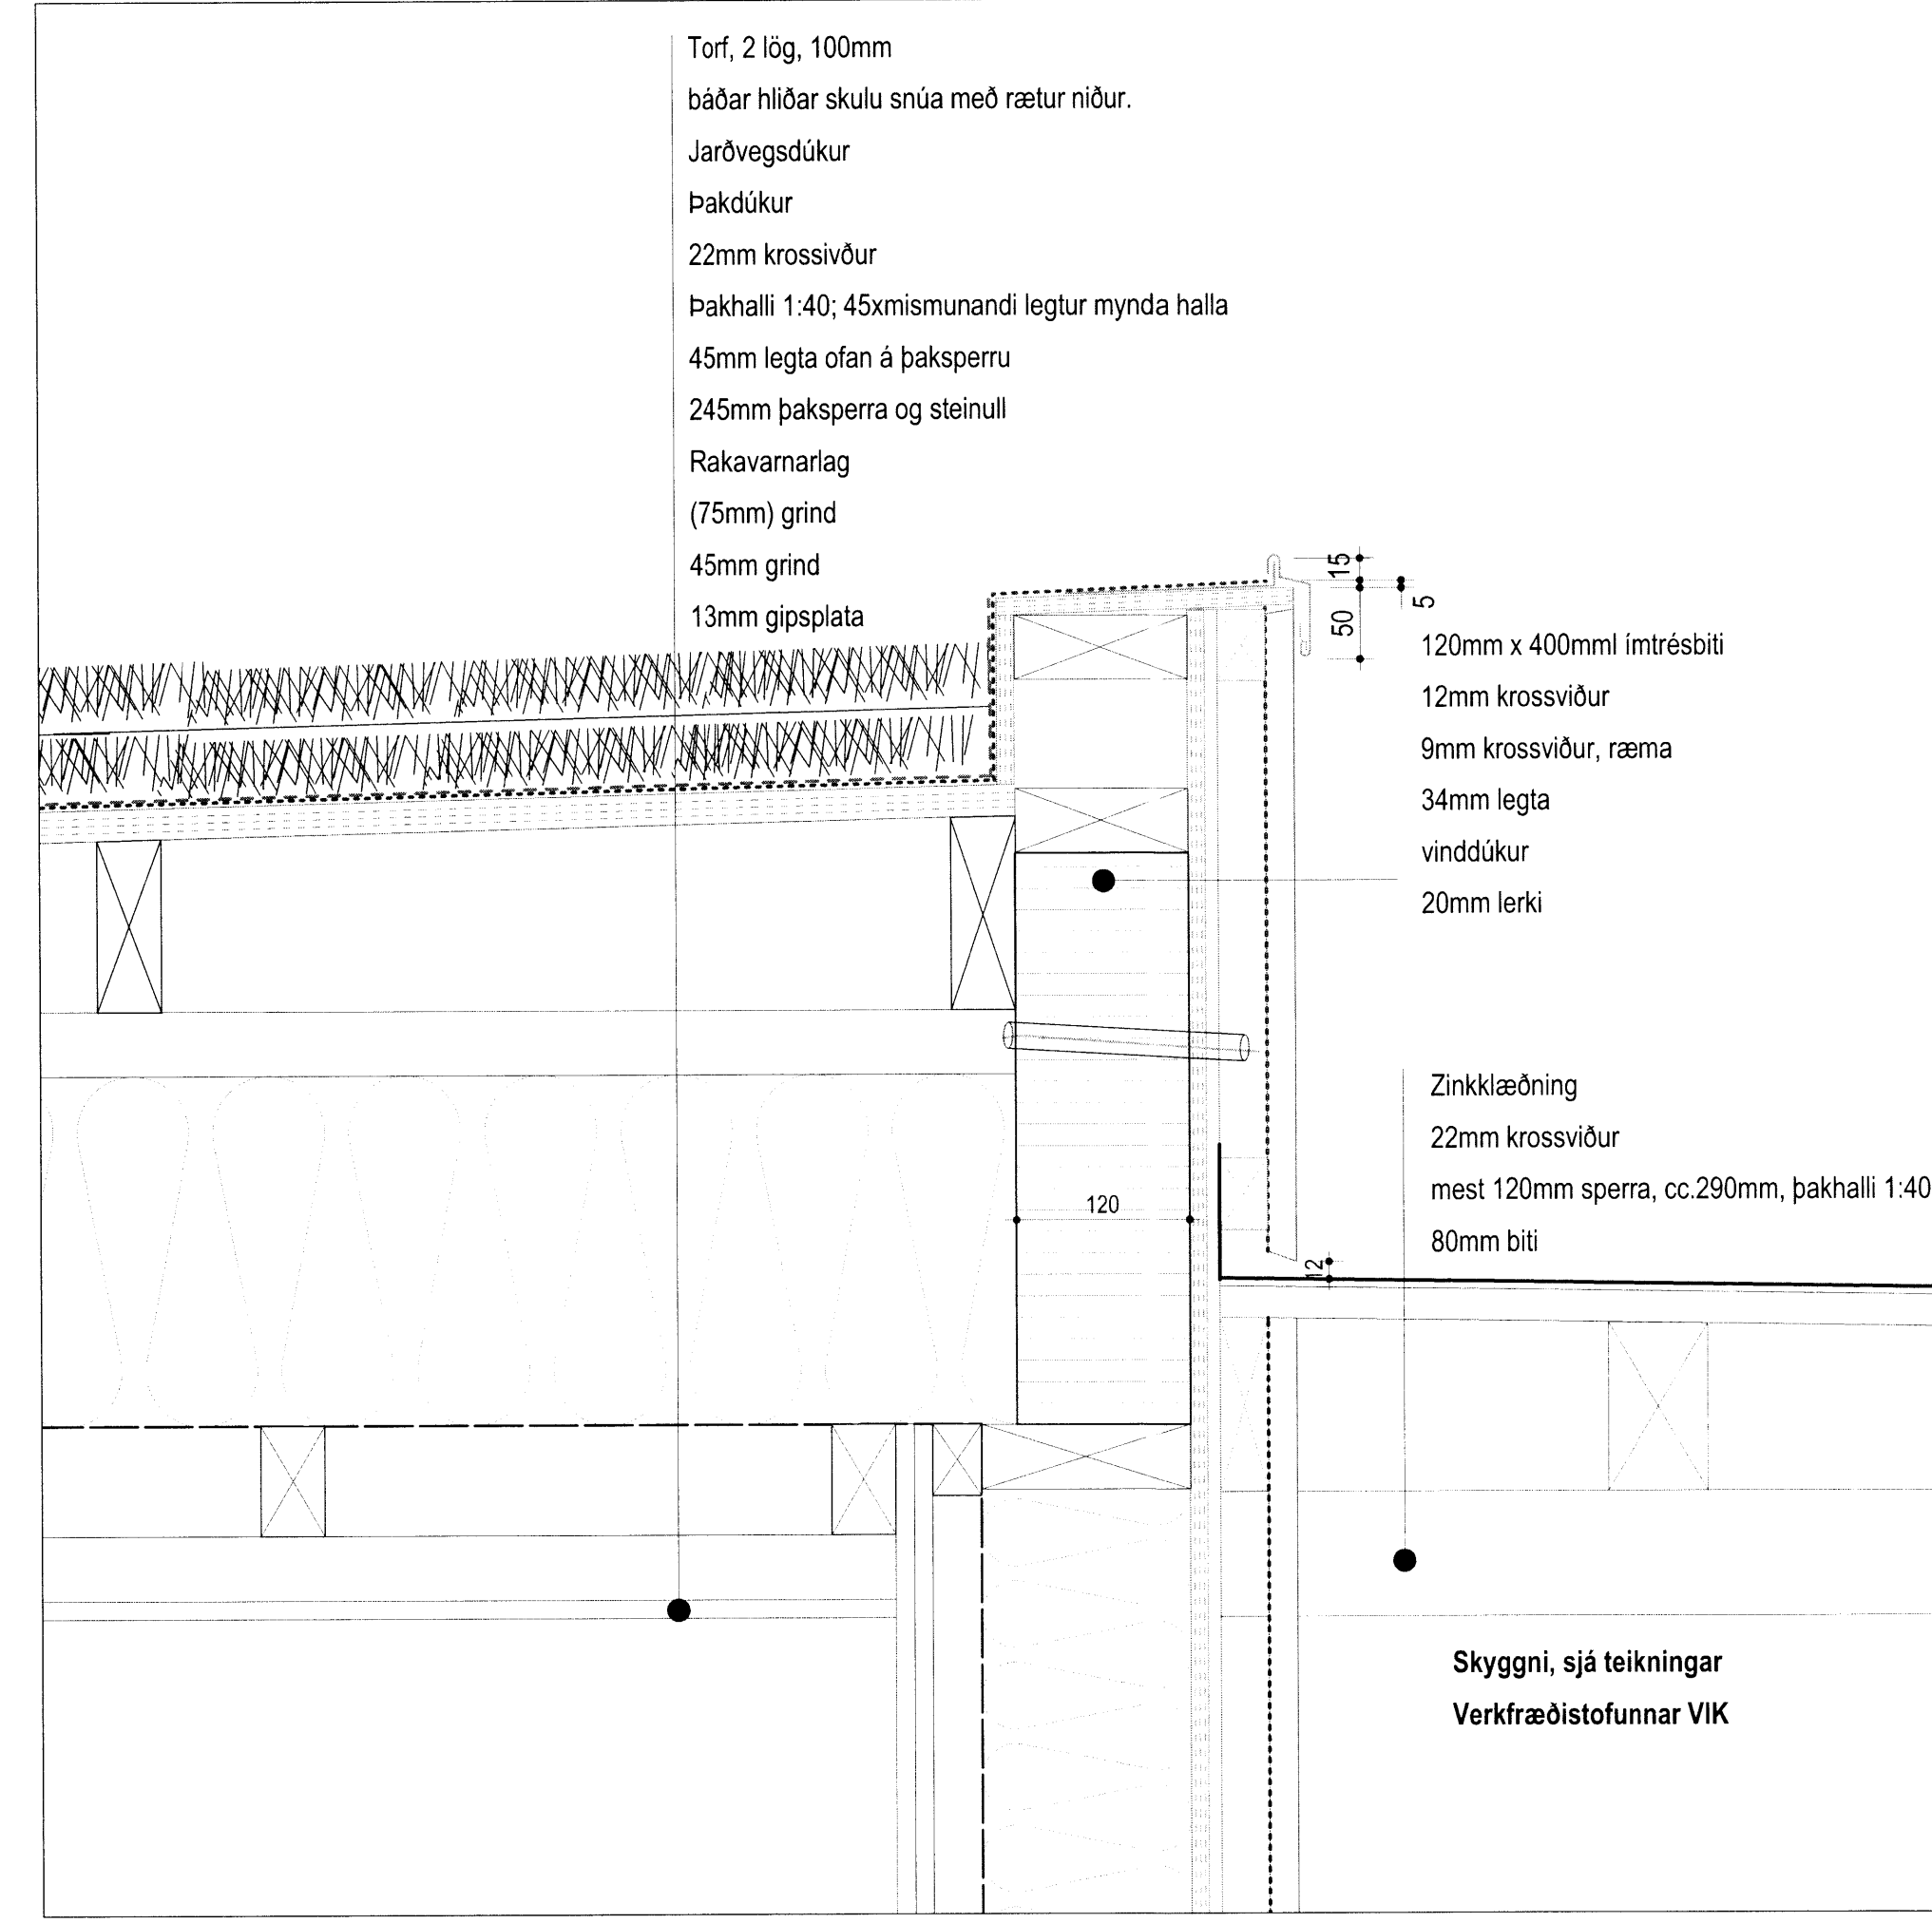 Torf, 2 lög, 100mm
báðar hliðar skulu snúa með rætur niður.
Jarðvegsdúkur
Þakdúkur
22mm krossivður
Þakhalli 1:40; 45xmismunandi legtur mynda halla
45mm legta ofan á þaksperru
245mm þaksperra og steinull
Rakavarnarlag
(75mm) grind
45mm grind
13mm gipsplata
15
5
50
120mm x 400mml ímtrésbiti
12mm krossviður
9mm krossviður, ræma
34mm legta
vinddúkur
20mm lerki
Zinkklæðning
22mm krossviður
mest 120mm sperra, cc.290mm, þakhalli 1:40
80mm biti
120
12
Skyggni, sjá teikningar
Verkfræðistofunnar VIK